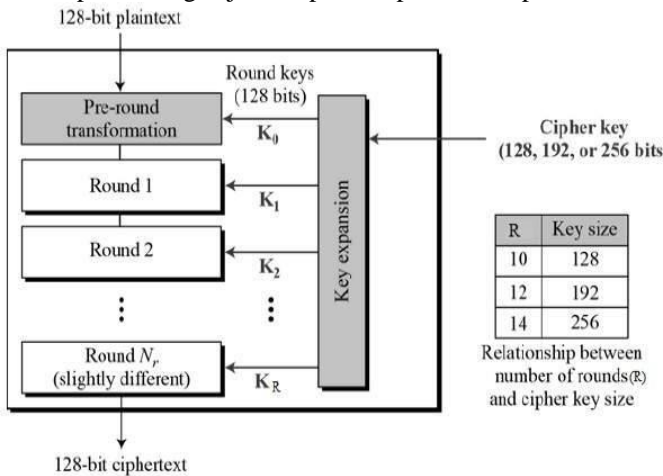 128-bit plaintext
Round keys
(128 bits)
Pre-round
transformation
K0
Cipher key
(128, 192, or 256 bits
Round 1
K1
Round 2
K2
Key expansion
R Key size
10 128
12 192
14 256
⋮ ⋮
Round Nr
(slightly different)
KR
Relationship between
number of rounds(R)
and cipher key size
128-bit ciphertext